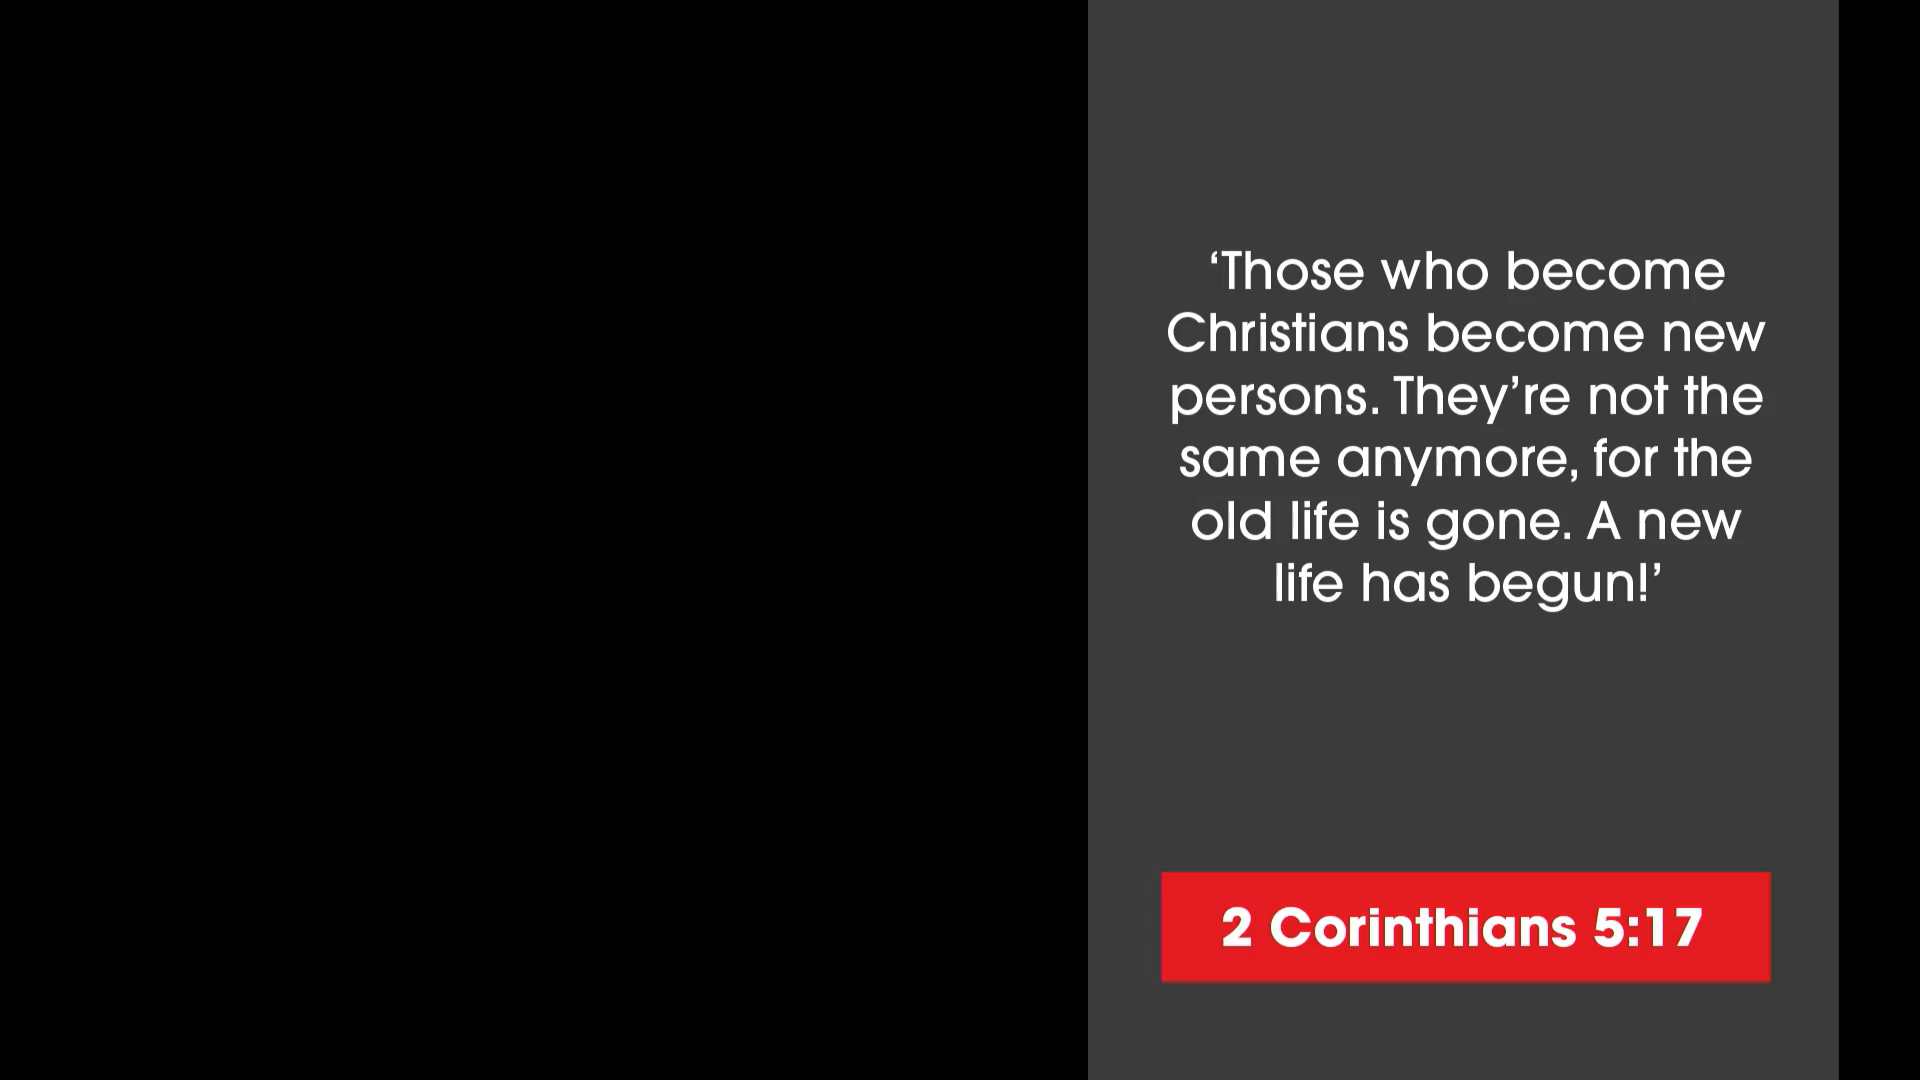 ‘Those who become
Christians become new
persons. They’re not the
same anymore, for the
old life is gone. A new
life has begun!’
2 Corinthians 5:17